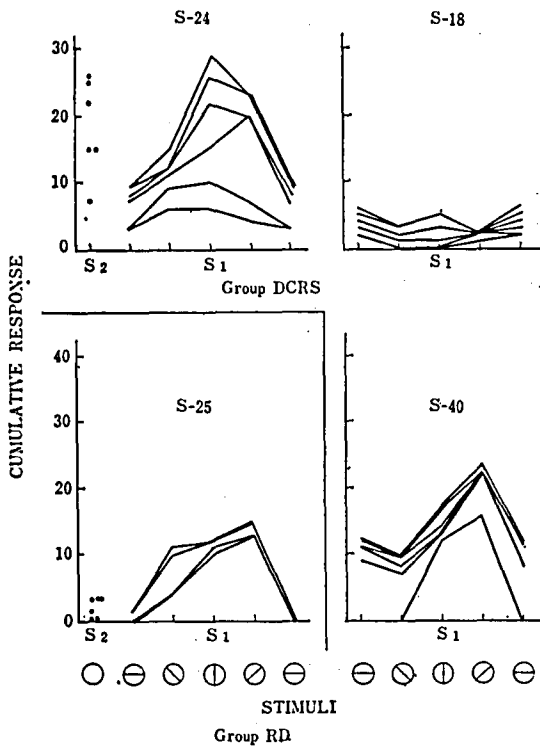 S-24
S-18
30
20
10
0
S2
S1
S1
Group DCRS
CUMULATIVE RESPONSE
S-25
S-40
40
30
20
10
0
S2
S1
S1
STIMULI
Group RD